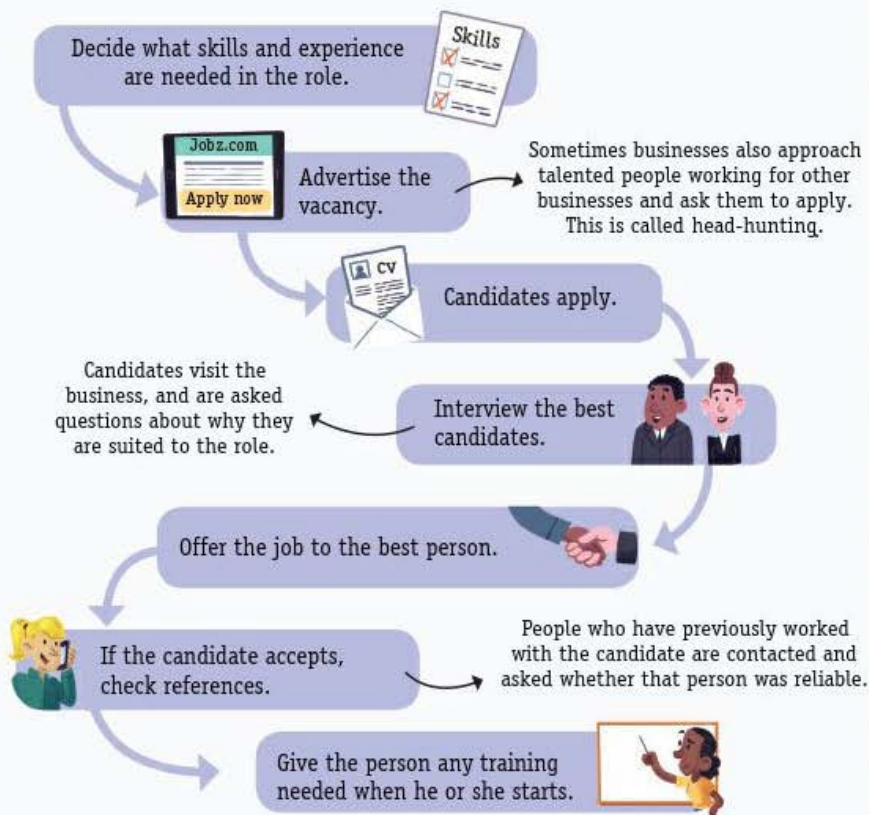 Decide what skills and experience
are needed in the role.
Skills
Jobz.com
Apply now
Advertise the
vacancy.
Sometimes businesses also approach
talented people working for other
businesses and ask them to apply.
This is called head-hunting.
CV
Candidates apply.
Candidates visit the
business, and are asked
questions about why they
are suited to the role.
Interview the best
candidates.
Offer the job to the best person.
If the candidate accepts,
check references.
People who have previously worked
with the candidate are contacted and
asked whether that person was reliable.
Give the person any training
needed when he or she starts.